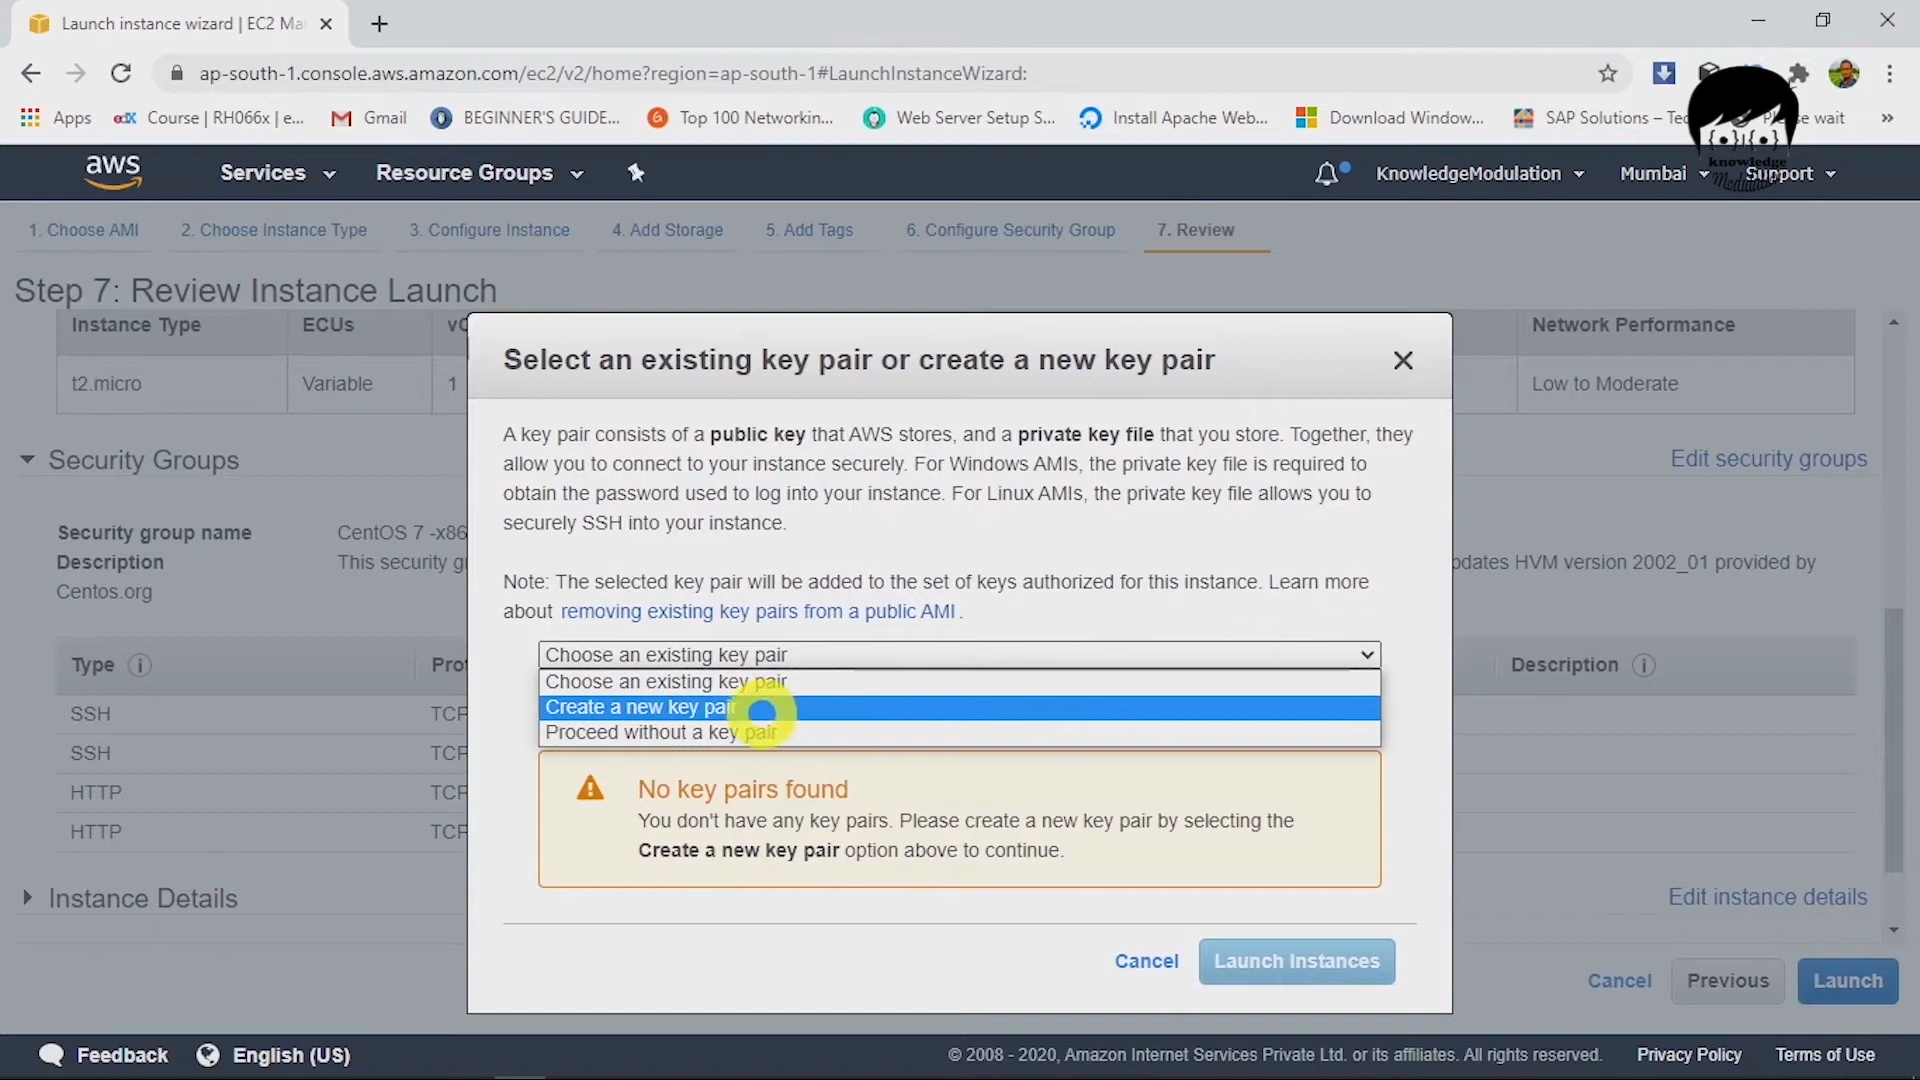 Launch instance wizard | EC2 Ma
ap-south-1.console.aws.amazon.com/ec2/v2/home?region=ap-south-1#LaunchInstanceWizard:
Apps
edX Course | RH066x | e...
Gmail
BEGINNER'S GUIDE...
Top 100 Networkin...
Web Server Setup S...
Install Apache Web...
Download Window...
SAP Solutions – Tec
se wait
»
aws
Services
Resource Groups
KnowledgeModulation
Mumbai
Support
knowledge
Modulation
1. Choose AMI
2. Choose Instance Type
3. Configure Instance
4. Add Storage
5. Add Tags
6. Configure Security Group
7. Review
Step 7: Review Instance Launch
Instance Type
ECUs
vC
Network Performance
t2.micro
Variable
1
Low to Moderate
Select an existing key pair or create a new key pair
A key pair consists of a public key that AWS stores, and a private key file that you store. Together, they
allow you to connect to your instance securely. For Windows AMIs, the private key file is required to
obtain the password used to log into your instance. For Linux AMIs, the private key file allows you to
securely SSH into your instance.
Note: The selected key pair will be added to the set of keys authorized for this instance. Learn more
about removing existing key pairs from a public AMI .
Choose an existing key pair
Choose an existing key pair
Create a new key pair
Proceed without a key pair
No key pairs found
You don't have any key pairs. Please create a new key pair by selecting the
Create a new key pair option above to continue.
Cancel
Launch Instances
Security Groups
Edit security groups
Security group name
CentOS 7 -x86
Description
This security g
pdates HVM version 2002_01 provided by
Centos.org
Type
Prot
Description
SSH
TCP
SSH
TCP
HTTP
TCP
HTTP
TCP
Instance Details
Edit instance details
Cancel
Previous
Launch
Feedback
English (US)
© 2008 - 2020, Amazon Internet Services Private Ltd. or its affiliates. All rights reserved.
Privacy Policy
Terms of Use